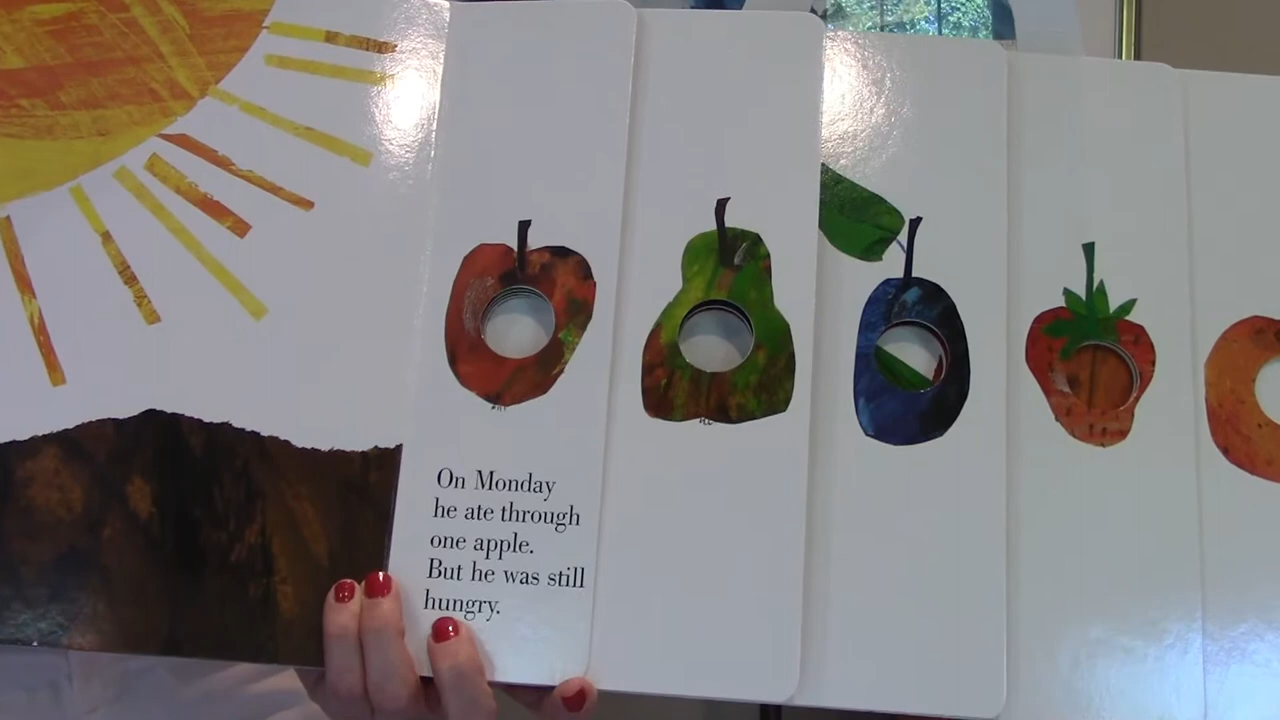 On Monday
he ate through
one apple.
But he was still
hungry.